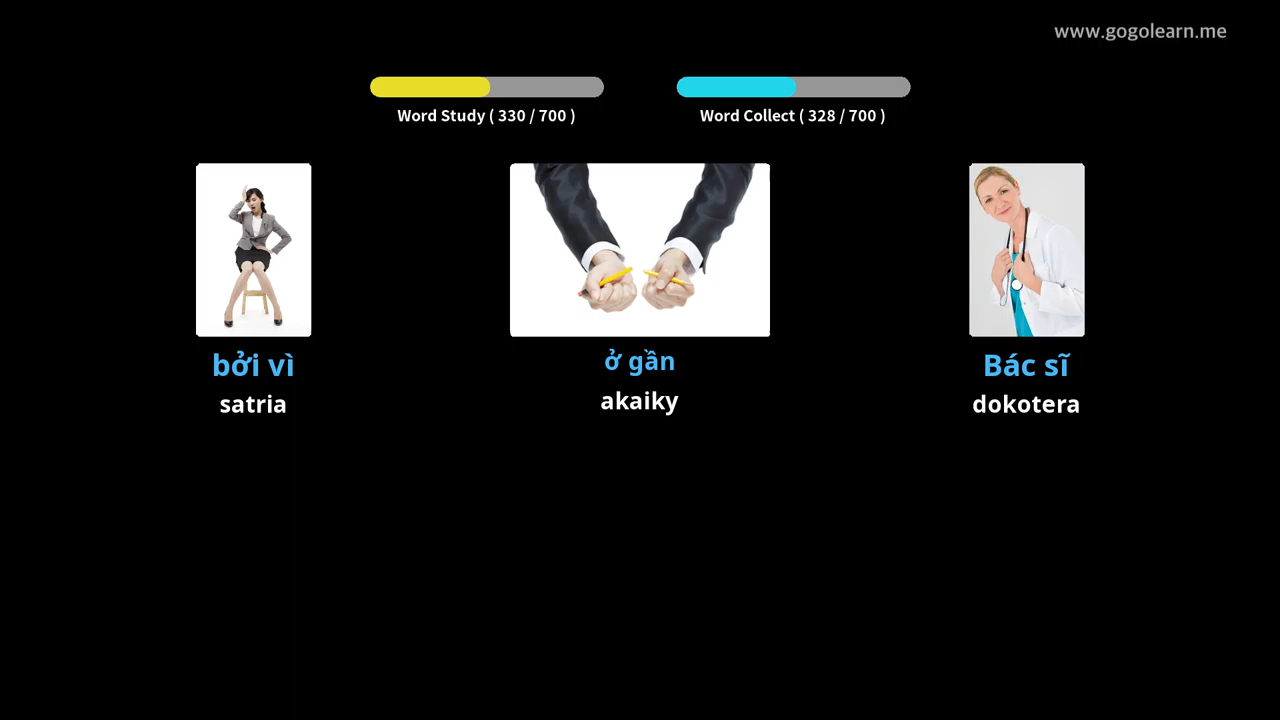 www.gogolearn.me
Word Study ( 330 / 700 )
Word Collect ( 328 / 700 )
bởi vì
satria
ở gần
akaiky
Bác sĩ
dokotera